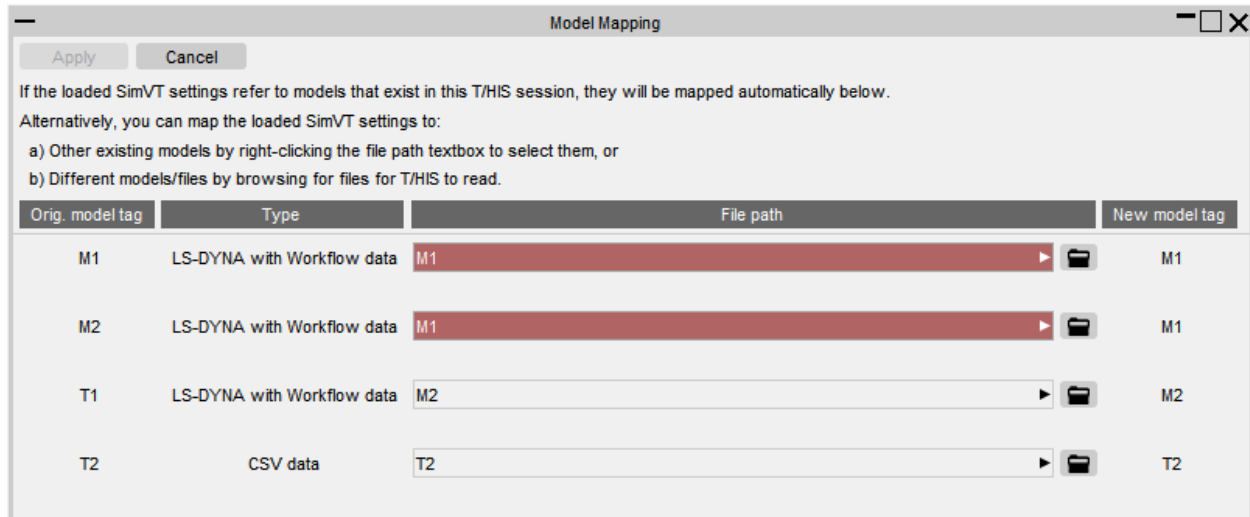 Model Mapping
Apply Cancel
If the loaded SimVT settings refer to models that exist in this T/HIS session, they will be mapped automatically below.
Alternatively, you can map the loaded SimVT settings to:
a) Other existing models by right-clicking the file path textbox to select them, or
b) Different models/files by browsing for files for T/HIS to read.
Orig. model tag Type File path New model tag
M1 LS-DYNA with Workflow data M1 M1
M2 LS-DYNA with Workflow data M1 M1
T1 LS-DYNA with Workflow data M2 M2
T2 CSV data T2 T2